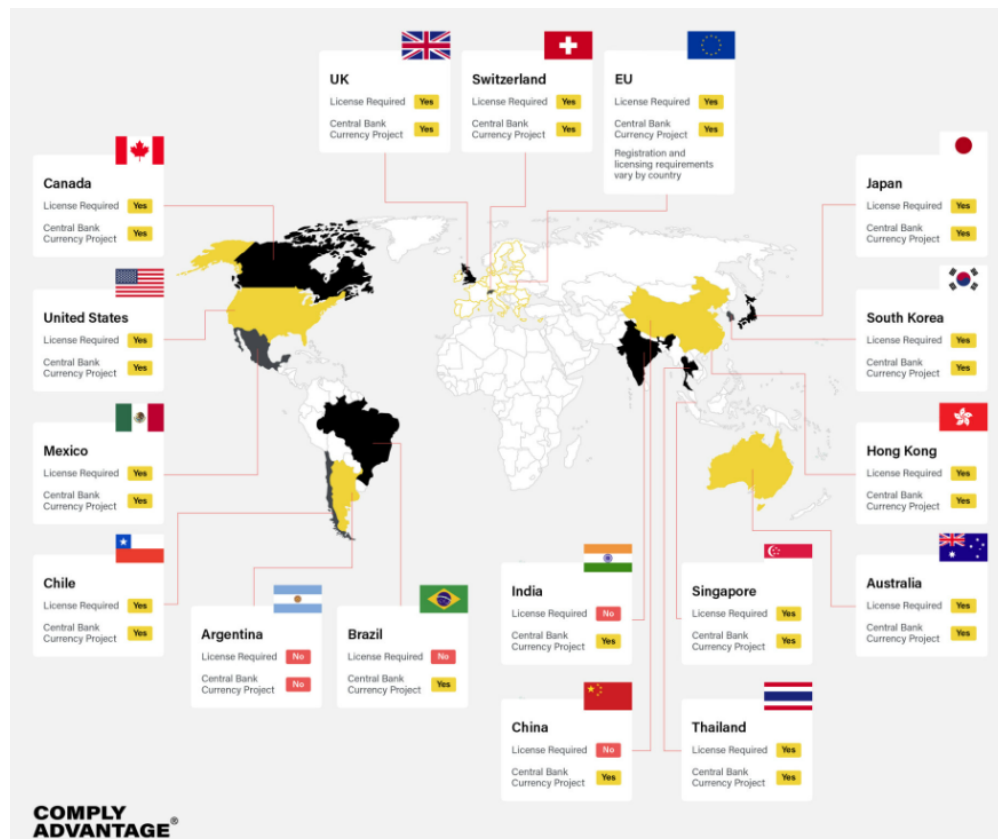 UK
License Required Yes
Central Bank
Currency Project Yes
Switzerland
License Required Yes
Central Bank
Currency Project Yes
EU
License Required Yes
Central Bank
Currency Project Yes
Registration and
licensing requirements
vary by country
Canada
License Required Yes
Central Bank
Currency Project Yes
Japan
License Required Yes
Central Bank
Currency Project Yes
United States
License Required Yes
Central Bank
Currency Project Yes
South Korea
License Required Yes
Central Bank
Currency Project Yes
Mexico
License Required Yes
Central Bank
Currency Project Yes
Hong Kong
License Required Yes
Central Bank
Currency Project Yes
Chile
License Required Yes
Central Bank
Currency Project Yes
Argentina
License Required No
Central Bank
Currency Project No
Brazil
License Required No
Central Bank
Currency Project Yes
India
License Required No
Central Bank
Currency Project Yes
Singapore
License Required Yes
Central Bank
Currency Project Yes
Australia
License Required Yes
Central Bank
Currency Project Yes
China
License Required No
Central Bank
Currency Project Yes
Thailand
License Required Yes
Central Bank
Currency Project Yes
COMPLY
ADVANTAGE®